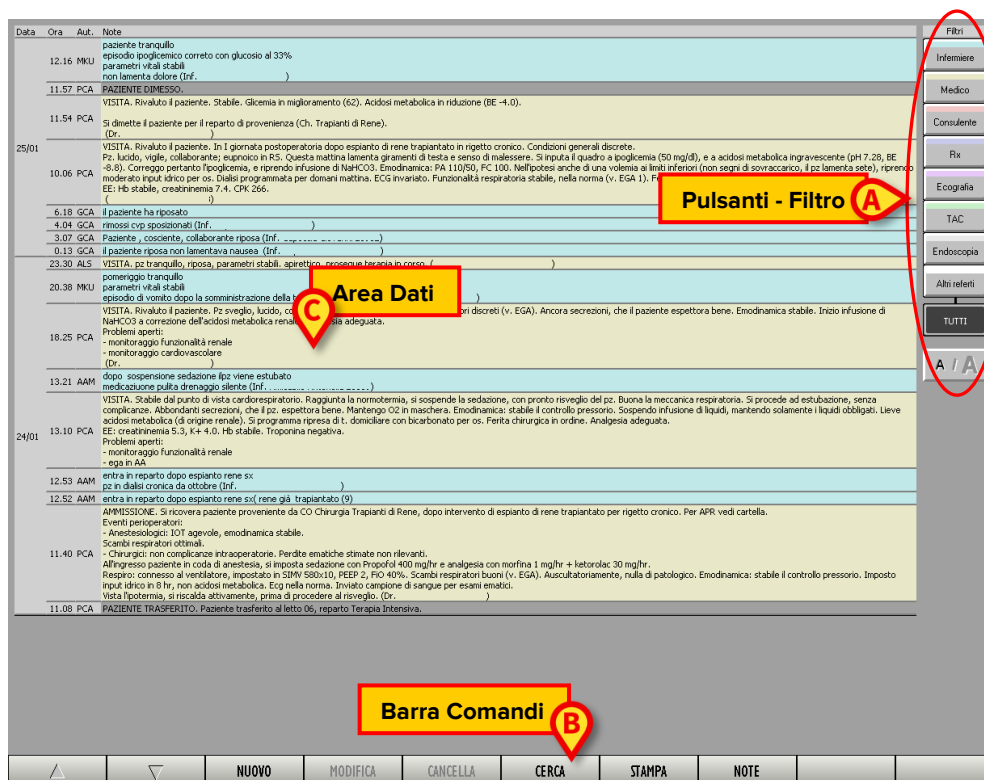 Data Ora Aut. Note
paziente tranquillo
episodio ipoglicemico correto con glucosio al 33%
12.16 MKU parametri vitali stabili
non lamenta dolore (Inf. )
11.57 PCA PAZIENTE DIMESSO.
VISITA. Rivaluto il paziente. Stabile. Glicemia in miglioramento (62). Acidosi metabolica in riduzione (BE -4.0).
11.54 PCA
Si dimette il paziente per il reparto di provenienza (Ch. Trapianti di Rene).
(Dr. )
25/01
VISITA. Rivaluto il paziente. In I giornata postoperatoria dopo espianto di rene trapiantato in rigetto cronico. Condizioni generali discrete.
Pz. lucido, vigile, collaborante; eupnoico in RS. Questa mattina lamenta giramenti di testa e senso di malessere. Si inputa il quadro a ipoglicemia (50 mg/dl), e a acidosi metabolica ingravescente (pH 7.28, BE
10.06 PCA -8.8). Correggo pertanto l'ipoglicemia, e riprendo infusione di NaHCO3. Emodinamica: PA 110/50, FC 100. Nell'ipotesi anche di una volemia ai limiti inferiori (non segni di sovraccarico, il pz lamenta sete), riprendo
moderato input idrico per os. Dialisi programmata per domani mattina. ECG invariato. Funzionalità respiratoria stabile, nella norma (v. EGA 1).
EE: Hb stabile, creatininemia 7.4. CPK 266.
( )
6.18 GCA il paziente ha riposato
4.04 GCA rimossi cvp sposizionati (Inf. )
3.07 GCA Paziente , cosciente, collaborante riposa (Inf. )
0.13 GCA il paziente riposa non lamentava nausea (Inf. )
23.30 ALS VISITA. pz tranquillo, riposa, parametri stabili. apirettico. prosegue terapia in corso. ( )
pomeriggio tranquillo
20.38 MKU parametri vitali stabili
episodio di vomito dopo la somministrazione della )
VISITA. Rivaluto il paziente. Pz sveglio, lucido, ori discreti (v. EGA). Ancora secrezioni, che il paziente espettora bene. Emodinamica stabile. Inizio infusione di
NaHCO3 a correzione dell'acidosi metabolica adeguata.
Problemi aperti:
18.25 PCA - monitoraggio funzionalità renale
- monitoraggio cardiovascolare
(Dr. )
13.21 AAM dopo sospensione sedazione ilpz viene estubato
medicaziuone pulita drenaggio silente (Inf. )
24/01
VISITA. Stabile dal punto di vista cardiorespiratorio. Raggiunta la normotermia, si sospende la sedazione, con pronto risveglio del pz. Buona la meccanica respiratoria. Si procede ad estubazione, senza
complicanze. Abbondanti secrezioni, che il pz. espettora bene. Mantengo O2 in maschera. Emodinamica: stabile il controllo pressorio. Sospendo infusione di liquidi, mantendo solamente i liquidi obbligati. Lieve
acidosi metabolica (di origine renale). Si programma ripresa di t. domiciliare con bicarbonato per os. Ferita chirurgica in ordine. Analgesia adeguata.
13.10 PCA EE: creatininemia 5.3, K+ 4.0. Hb stabile. Troponina negativa.
Problemi aperti:
- monitoraggio funzionalità renale
- ega in AA
12.53 AAM entra in reparto dopo espianto rene sx
pz in dialisi cronica da ottobre (Inf. )
12.52 AAM entra in reparto dopo espianto rene sx( rene già trapiantato (9)
AMMISSIONE. Si ricovera paziente proveniente da CO Chirurgia Trapianti di Rene, dopo intervento di espianto di rene trapiantato per rigetto cronico. Per APR vedi cartella.
Eventi perioperatori:
- Anestesiologici: IOT agevole, emodinamica stabile.
Scambi respiratori ottimali.
11.40 PCA - Chirurgici: non complicanze intraoperatorie. Perdite ematiche stimate non rilevanti.
All'ingresso paziente in coda di anestesia, si imposta sedazione con Propofol 400 mg/hr e analgesia con morfina 1 mg/hr + ketorolac 30 mg/hr.
Respiro: connesso al ventilatore, impostato in SIMV 580x10, PEEP 2, FiO 40%. Scambi respiratori buoni (v. EGA). Auscultatoriamente, nulla di patologico. Emodinamica: stabile il controllo pressorio. Imposto
input idrico in 8 hr, non acidosi metabolica. Ecg nella norma. Inviato campione di sangue per esami ematici.
Vista l'ipotermia, si riscalda attivamente, prima di procedere al risveglio. (Dr. )
11.08 PCA PAZIENTE TRASFERITO. Paziente trasferito al letto 06, reparto Terapia Intensiva.
Filtri
Infermiere
Medico
Consulente
Rx
Ecografia
TAC
Endoscopia
Altri referti
TUTTI
A / A
Pulsanti - Filtro A
Area Dati
C
Barra Comandi
B
NUOVO MODIFICA CANCELLA CERCA STAMPA NOTE